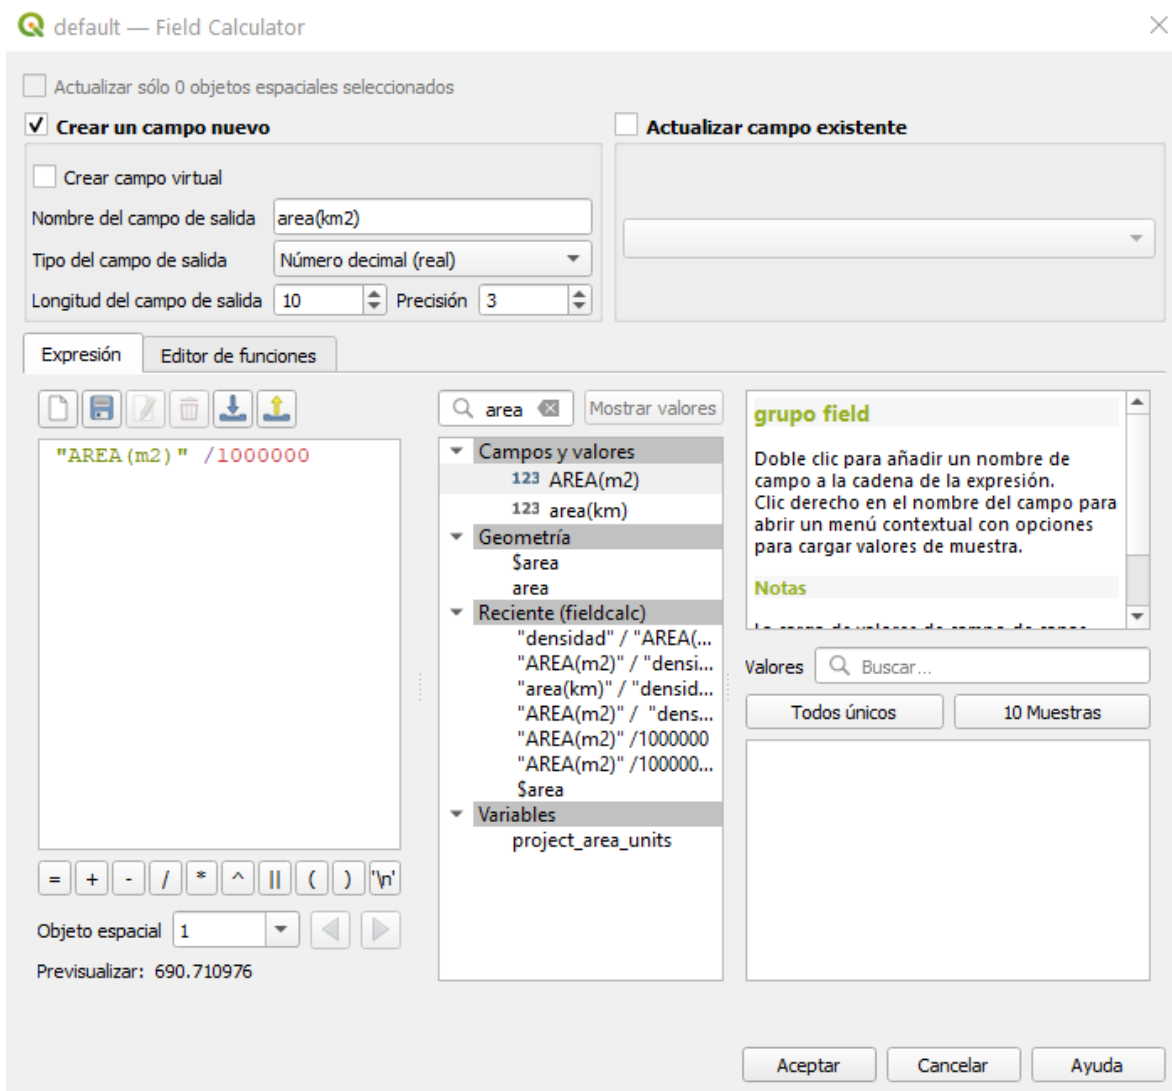 default — Field Calculator
Actualizar sólo 0 objetos espaciales seleccionados
Crear un campo nuevo
Actualizar campo existente
Crear campo virtual
Nombre del campo de salida area(km2)
Tipo del campo de salida Número decimal (real)
Longitud del campo de salida 10 Precisión 3
Expresión Editor de funciones
"AREA(m2)" /1000000
= + - / * ^ || ( ) '\n'
Objeto espacial 1
Previsualizar: 690.710976
area Mostrar valores
Campos y valores
123 AREA(m2)
123 area(km)
Geometría
$area
area
Reciente (fieldcalc)
"densidad" / "AREA(...
"AREA(m2)" / "densi...
"area(km)" / "densid...
"AREA(m2)" /  "dens...
"AREA(m2)" /1000000
"AREA(m2)" /100000...
$area
Variables
project_area_units
grupo field
Doble clic para añadir un nombre de
campo a la cadena de la expresión.
Clic derecho en el nombre del campo para
abrir un menú contextual con opciones
para cargar valores de muestra.
Notas
Valores Buscar...
Todos únicos 10 Muestras
Aceptar Cancelar Ayuda